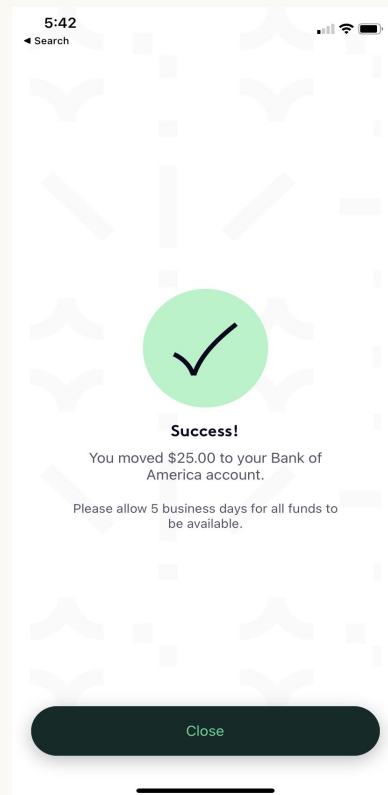 5:42
◀ Search
Success!
You moved $25.00 to your Bank of
America account.
Please allow 5 business days for all funds to
be available.
Close